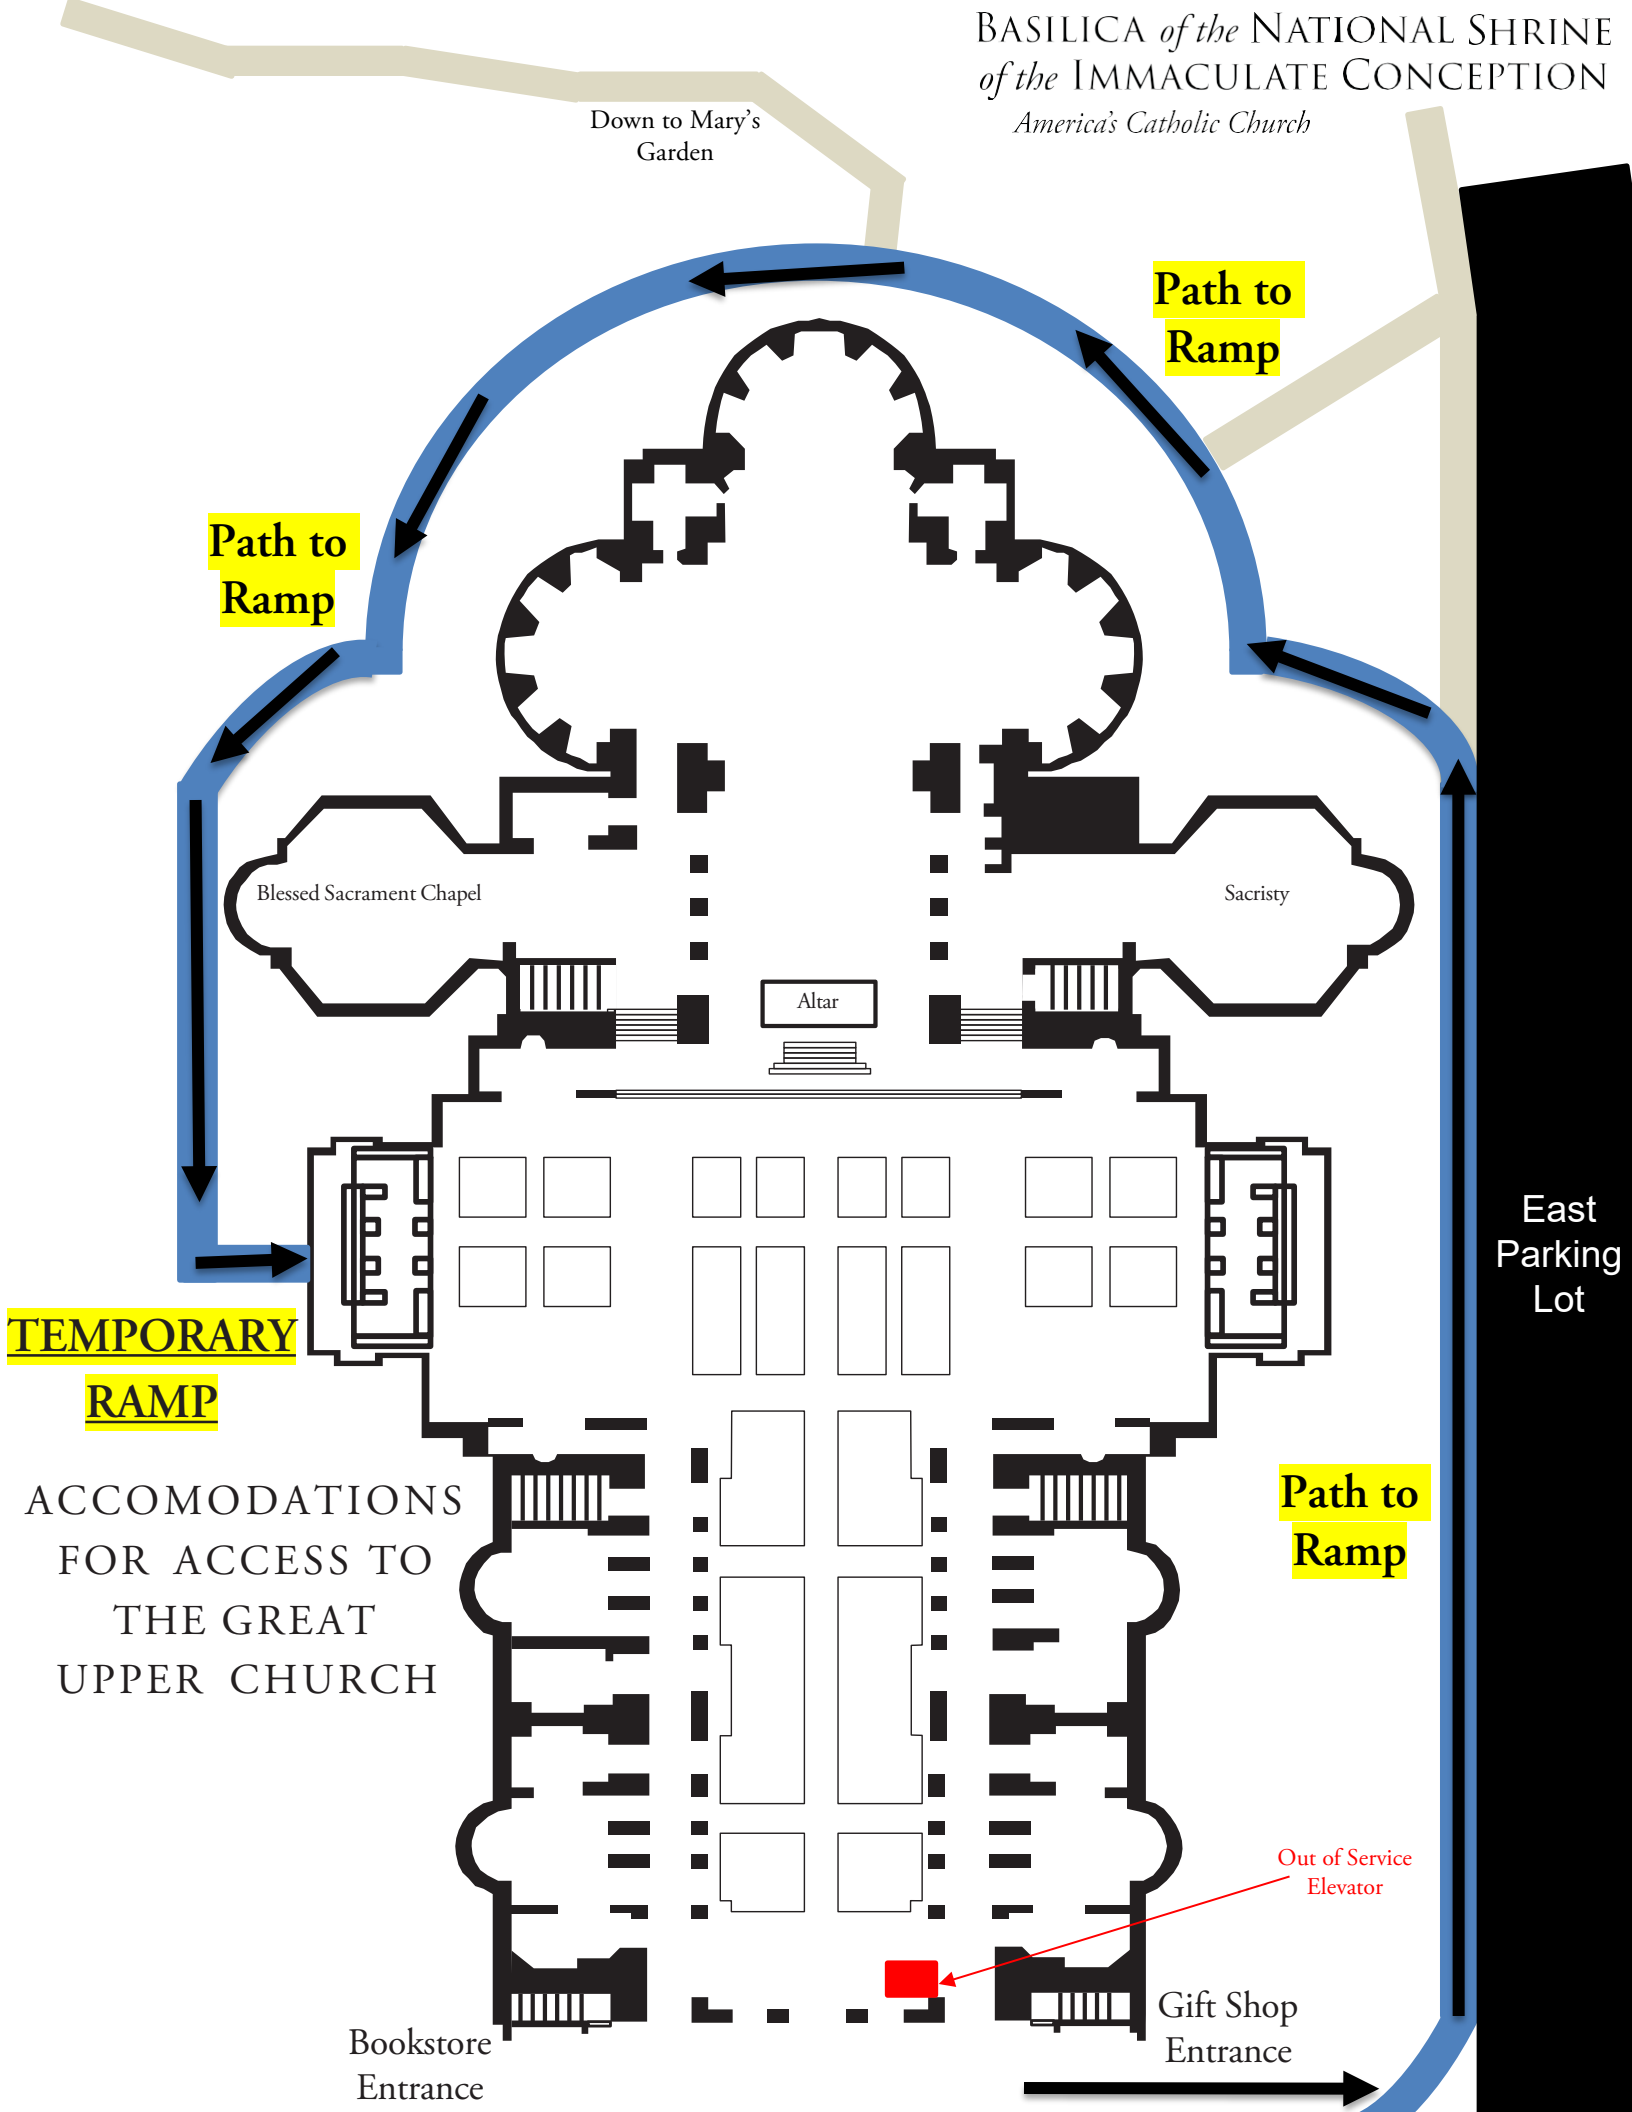 BASILICA of the NATIONAL SHRINE
of the IMMACULATE CONCEPTION
America's Catholic Church
Down to Mary's
Garden
Path to
Ramp
Path to
Ramp
Blessed Sacrament Chapel
Sacristy
Altar
East
Parking
Lot
TEMPORARY
RAMP
ACCOMODATIONS
FOR ACCESS TO
THE GREAT
UPPER CHURCH
Path to
Ramp
Out of Service
Elevator
Gift Shop
Entrance
Bookstore
Entrance